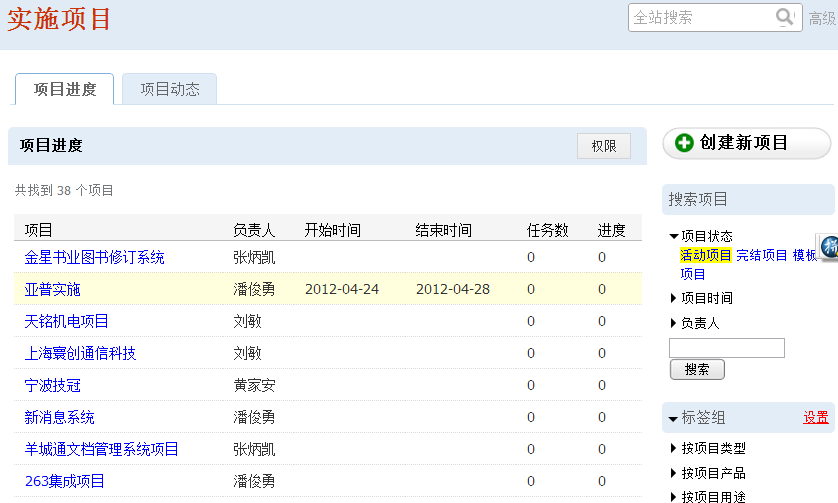 实施项目
全站搜索
高级
项目进度 项目动态
项目进度
权限
共找到 38 个项目
项目 负责人 开始时间 结束时间 任务数 进度
金星书业图书修订系统 张炳凯 0 0
亚普实施 潘俊勇 2012-04-24 2012-04-28 0 0
天铭机电项目 刘敏 0 0
上海寰创通信科技 刘敏 0 0
宁波技冠 黄家安 0 0
新消息系统 潘俊勇 0 0
羊城通文档管理系统项目 张炳凯 0 0
263集成项目 潘俊勇 0 0
创建新项目
搜索项目
项目状态
活动项目 完结项目 模板
项目
项目时间
负责人
搜索
标签组 设置
按项目类型
按项目产品
按项目用途